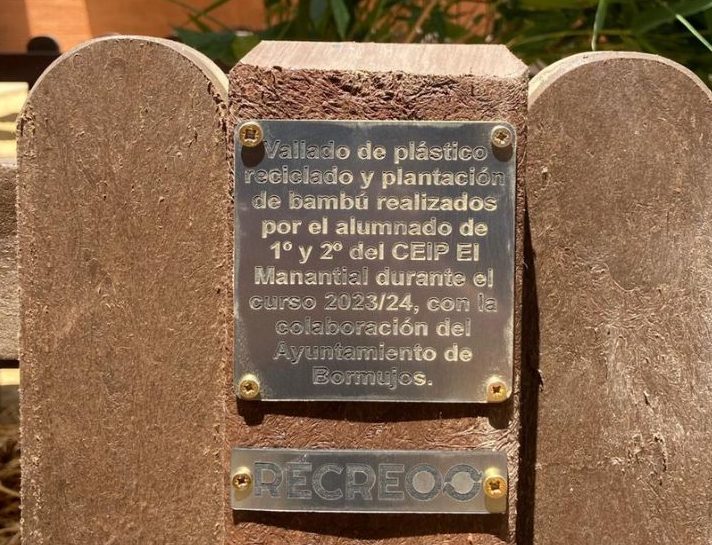 Vallado de plástico
reciclado y plantación
de bambú realizados
por el alumnado de
1º y 2º del CEIP El
Manantial durante el
curso 2023/24, con la
colaboración del
Ayuntamiento de
Bormujos.
RECREOO